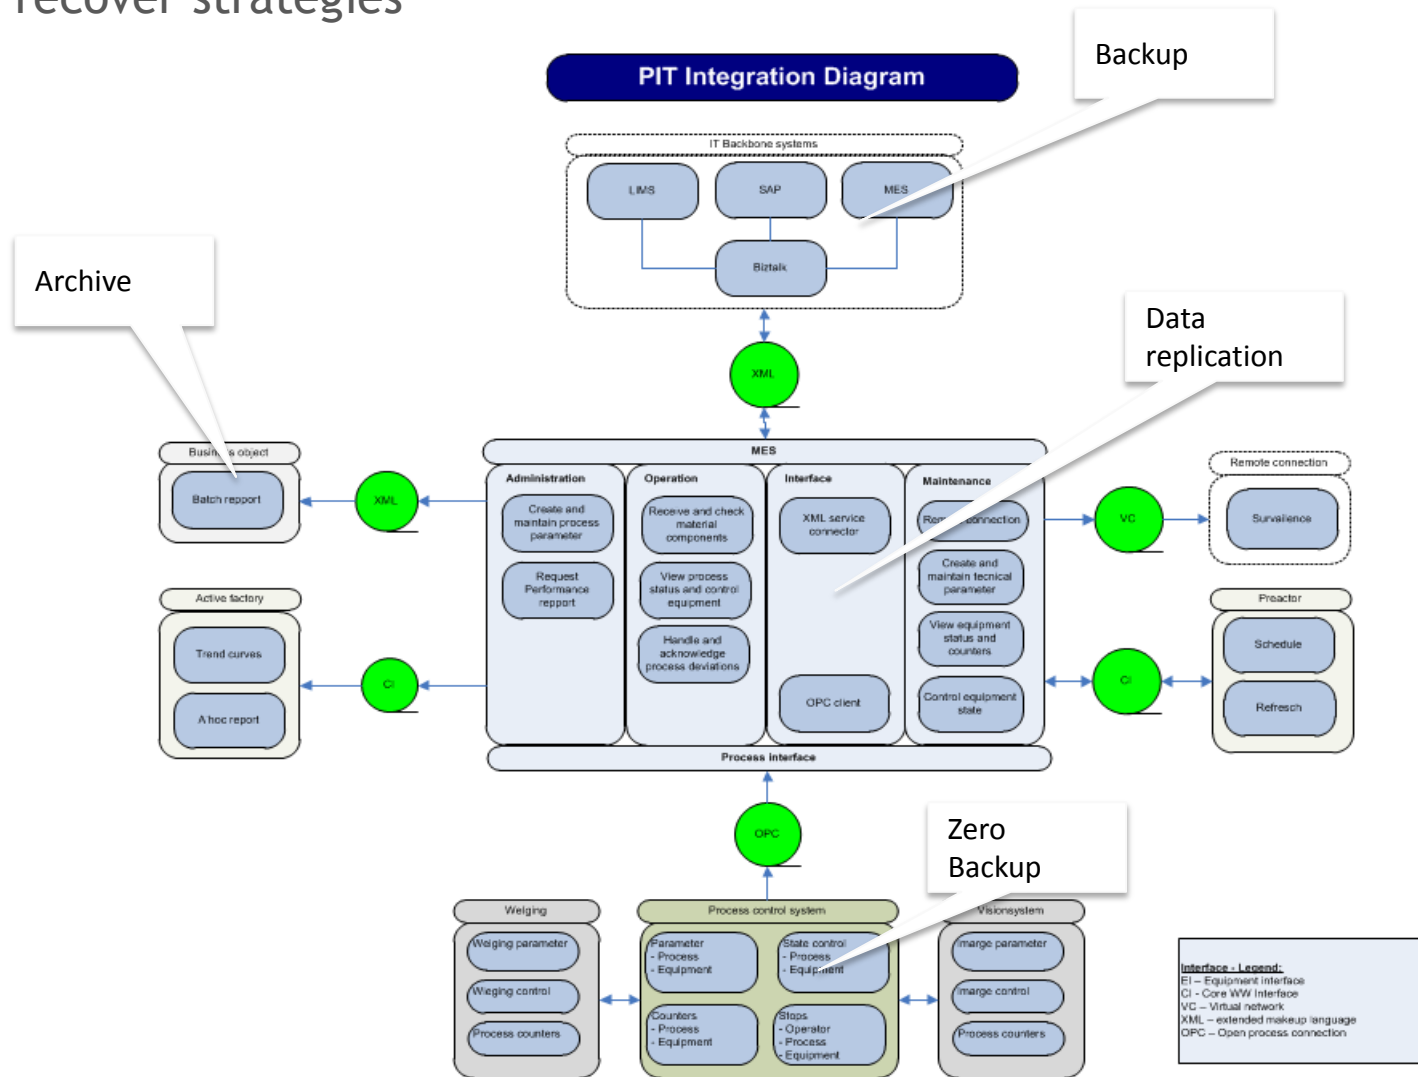 recover strategies
PIT Integration Diagram
Backup
IT Backbone systems
LIMS
SAP
MES
Biztalk
Archive
Data
replication
XML
MES
Business object
Batch repport
XML
Administration
Create and
maintain process
parameter
Request
Performance
repport
Operation
Receive and check
material
components
View process
status and control
equipment
Handle and
acknowledge
process deviations
Interface
XML service
connector
OPC client
Maintenance
Remote connection
Create and
maintain tecnical
parameter
View equipment
status and
counters
Control equipment
state
VC
Remote connection
Survailence
Active factory
Trend curves
A'hoc report
CI
CI
Preactor
Schedule
Refresch
Process interface
OPC
Zero
Backup
Weiging
Weiging parameter
Wieging control
Process counters
Process control system
Parameter
- Process
- Equipment
State control
- Process
- Equipment
Counters
- Process
- Equipment
Stops
- Operator
- Process
- Equipment
Visionsystem
Imarge parameter
Imarge control
Process counters
Interface - Legend:
EI – Equipment interface
CI - Core WW Interface
VC – Virtual network
XML – extended makeup language
OPC – Open process connection